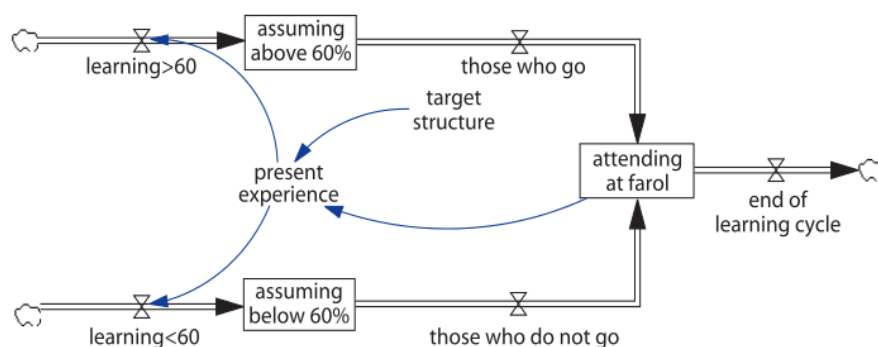 assuming
above 60%
learning>60
those who go
target
structure
present
experience
attending
at farol
end of
learning cycle
assuming
below 60%
learning<60
those who do not go